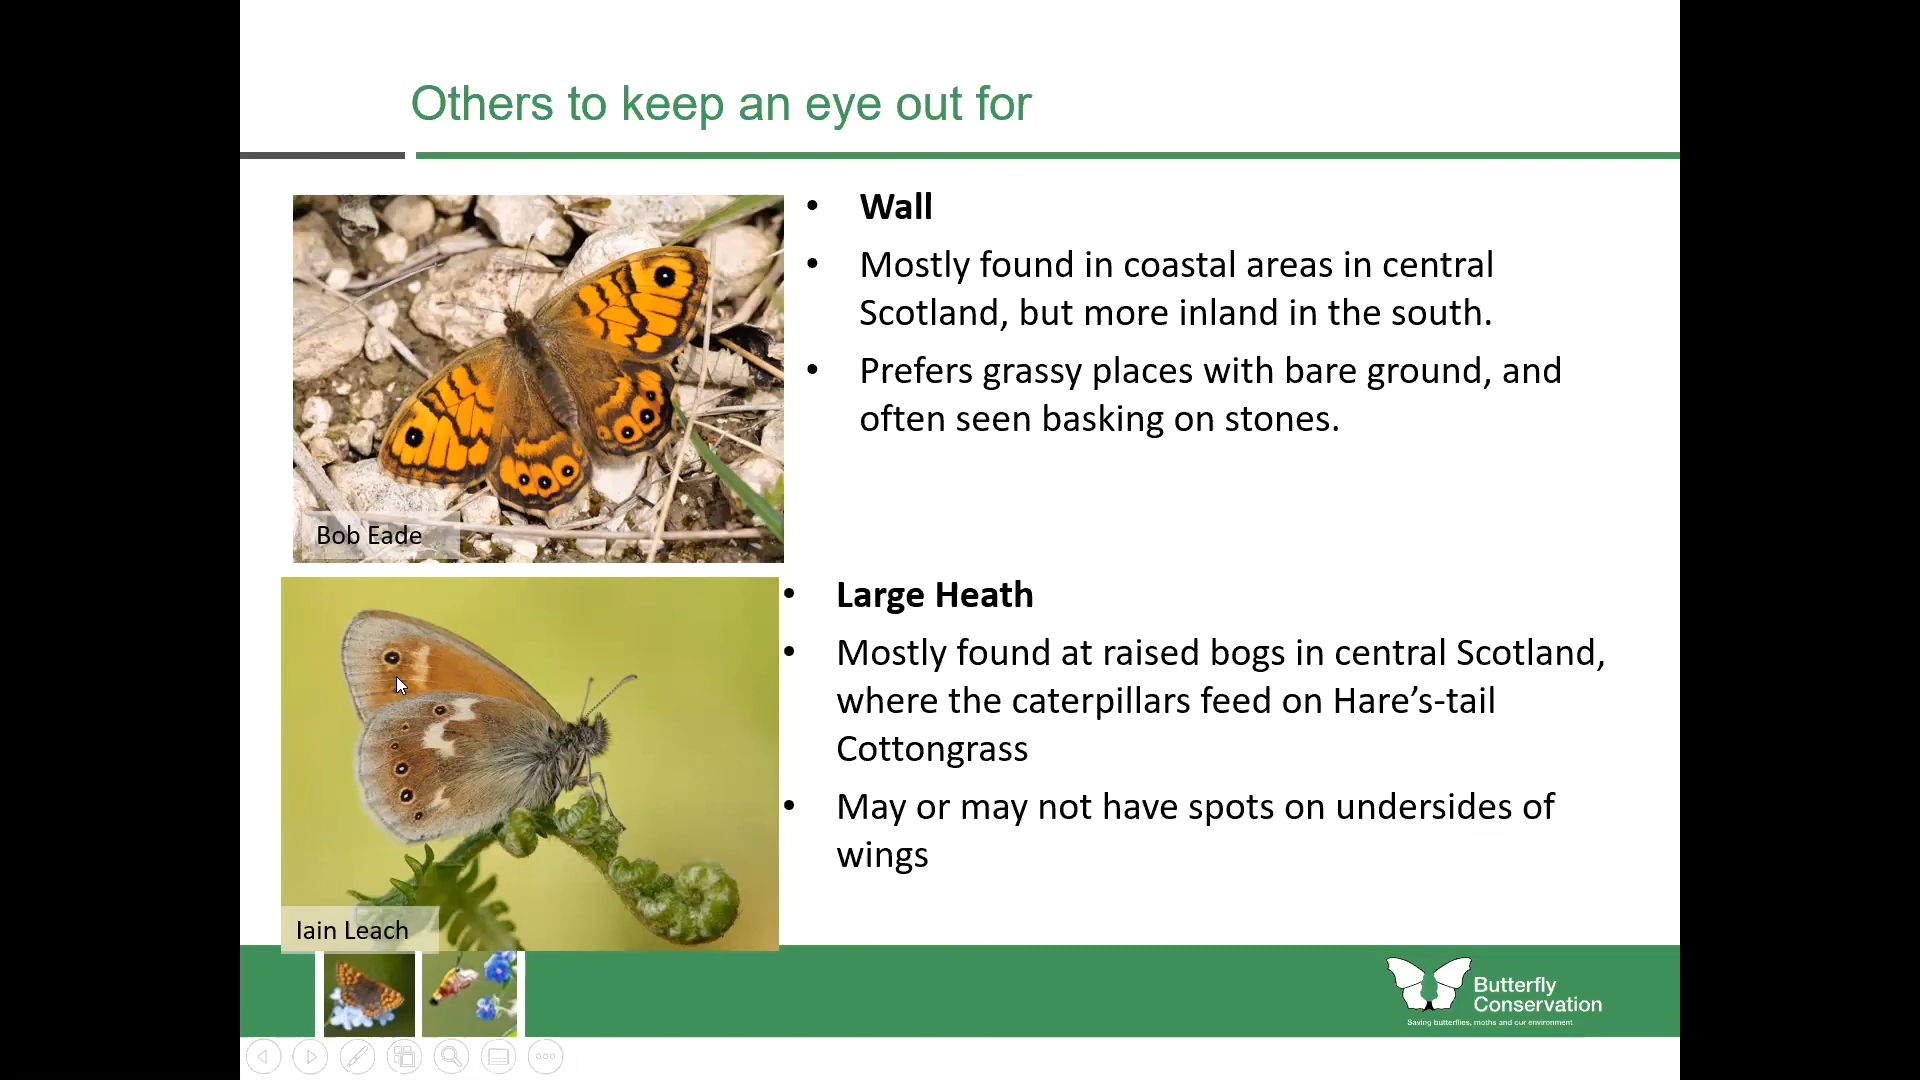 Others to keep an eye out for
• Wall
• Mostly found in coastal areas in central
Scotland, but more inland in the south.
• Prefers grassy places with bare ground, and
often seen basking on stones.
Bob Eade
• Large Heath
• Mostly found at raised bogs in central Scotland,
where the caterpillars feed on Hare’s-tail
Cottongrass
• May or may not have spots on undersides of
wings
Iain Leach
Butterfly
Conservation
Saving butterflies, moths and our environment